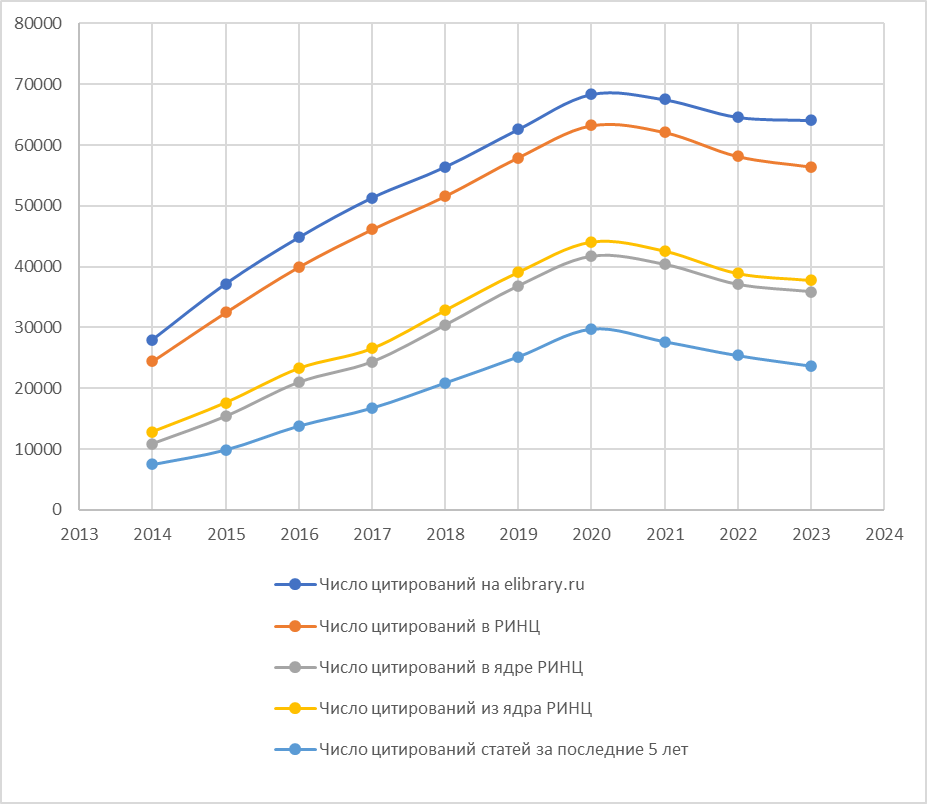 80000
70000
60000
50000
40000
30000
20000
10000
0
2013 2014 2015 2016 2017 2018 2019 2020 2021 2022 2023 2024
Число цитирований на elibrary.ru
Число цитирований в РИНЦ
Число цитирований в ядре РИНЦ
Число цитирований из ядра РИНЦ
Число цитирований статей за последние 5 лет